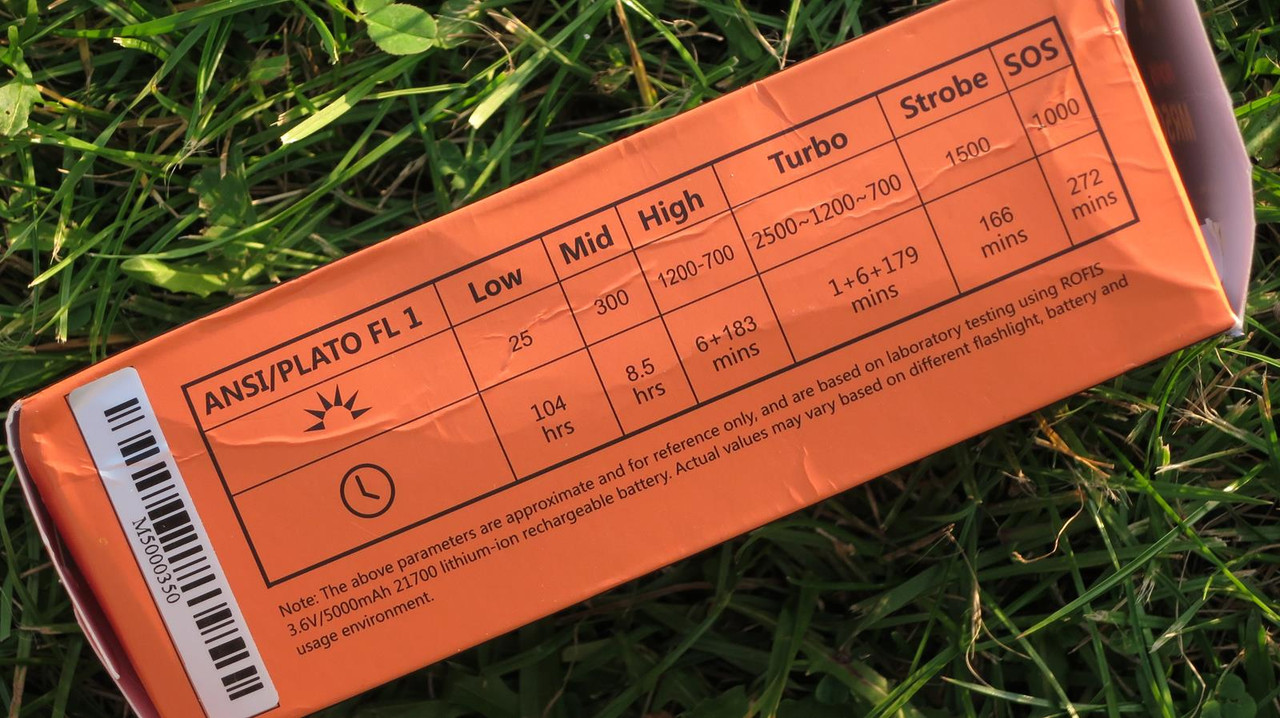 ANSI/PLATO FL 1 Low Mid High Turbo Strobe SOS
25 300 1200-700 2500~1200~700 1500 1000
104 hrs 8.5 hrs 6+183 mins 1+6+179 mins 166 mins 272 mins
Note: The above parameters are approximate and for reference only, and are based on laboratory testing using ROFIS
3.6V/5000mAh 21700 lithium-ion rechargeable battery. Actual values may vary based on different flashlight, battery and
usage environment.
M5000350